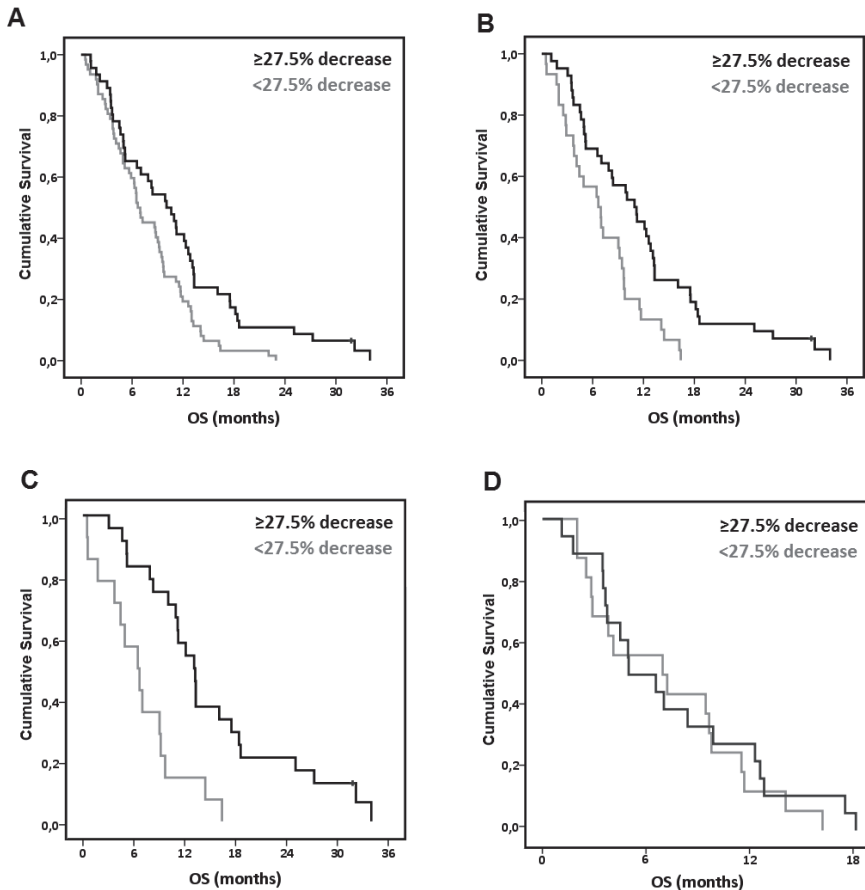 A
≥27.5% decrease
<27.5% decrease
Cumulative Survival
1,0
0,8
0,6
0,4
0,2
0,0
0 6 12 18 24 30 36
OS (months)
B
≥27.5% decrease
<27.5% decrease
Cumulative Survival
1,0
0,8
0,6
0,4
0,2
0,0
0 6 12 18 24 30 36
OS (months)
C
≥27.5% decrease
<27.5% decrease
Cumulative Survival
1,0
0,8
0,6
0,4
0,2
0,0
0 6 12 18 24 30 36
OS (months)
D
≥27.5% decrease
<27.5% decrease
Cumulative Survival
1,0
0,8
0,6
0,4
0,2
0,0
0 6 12 18
OS (months)